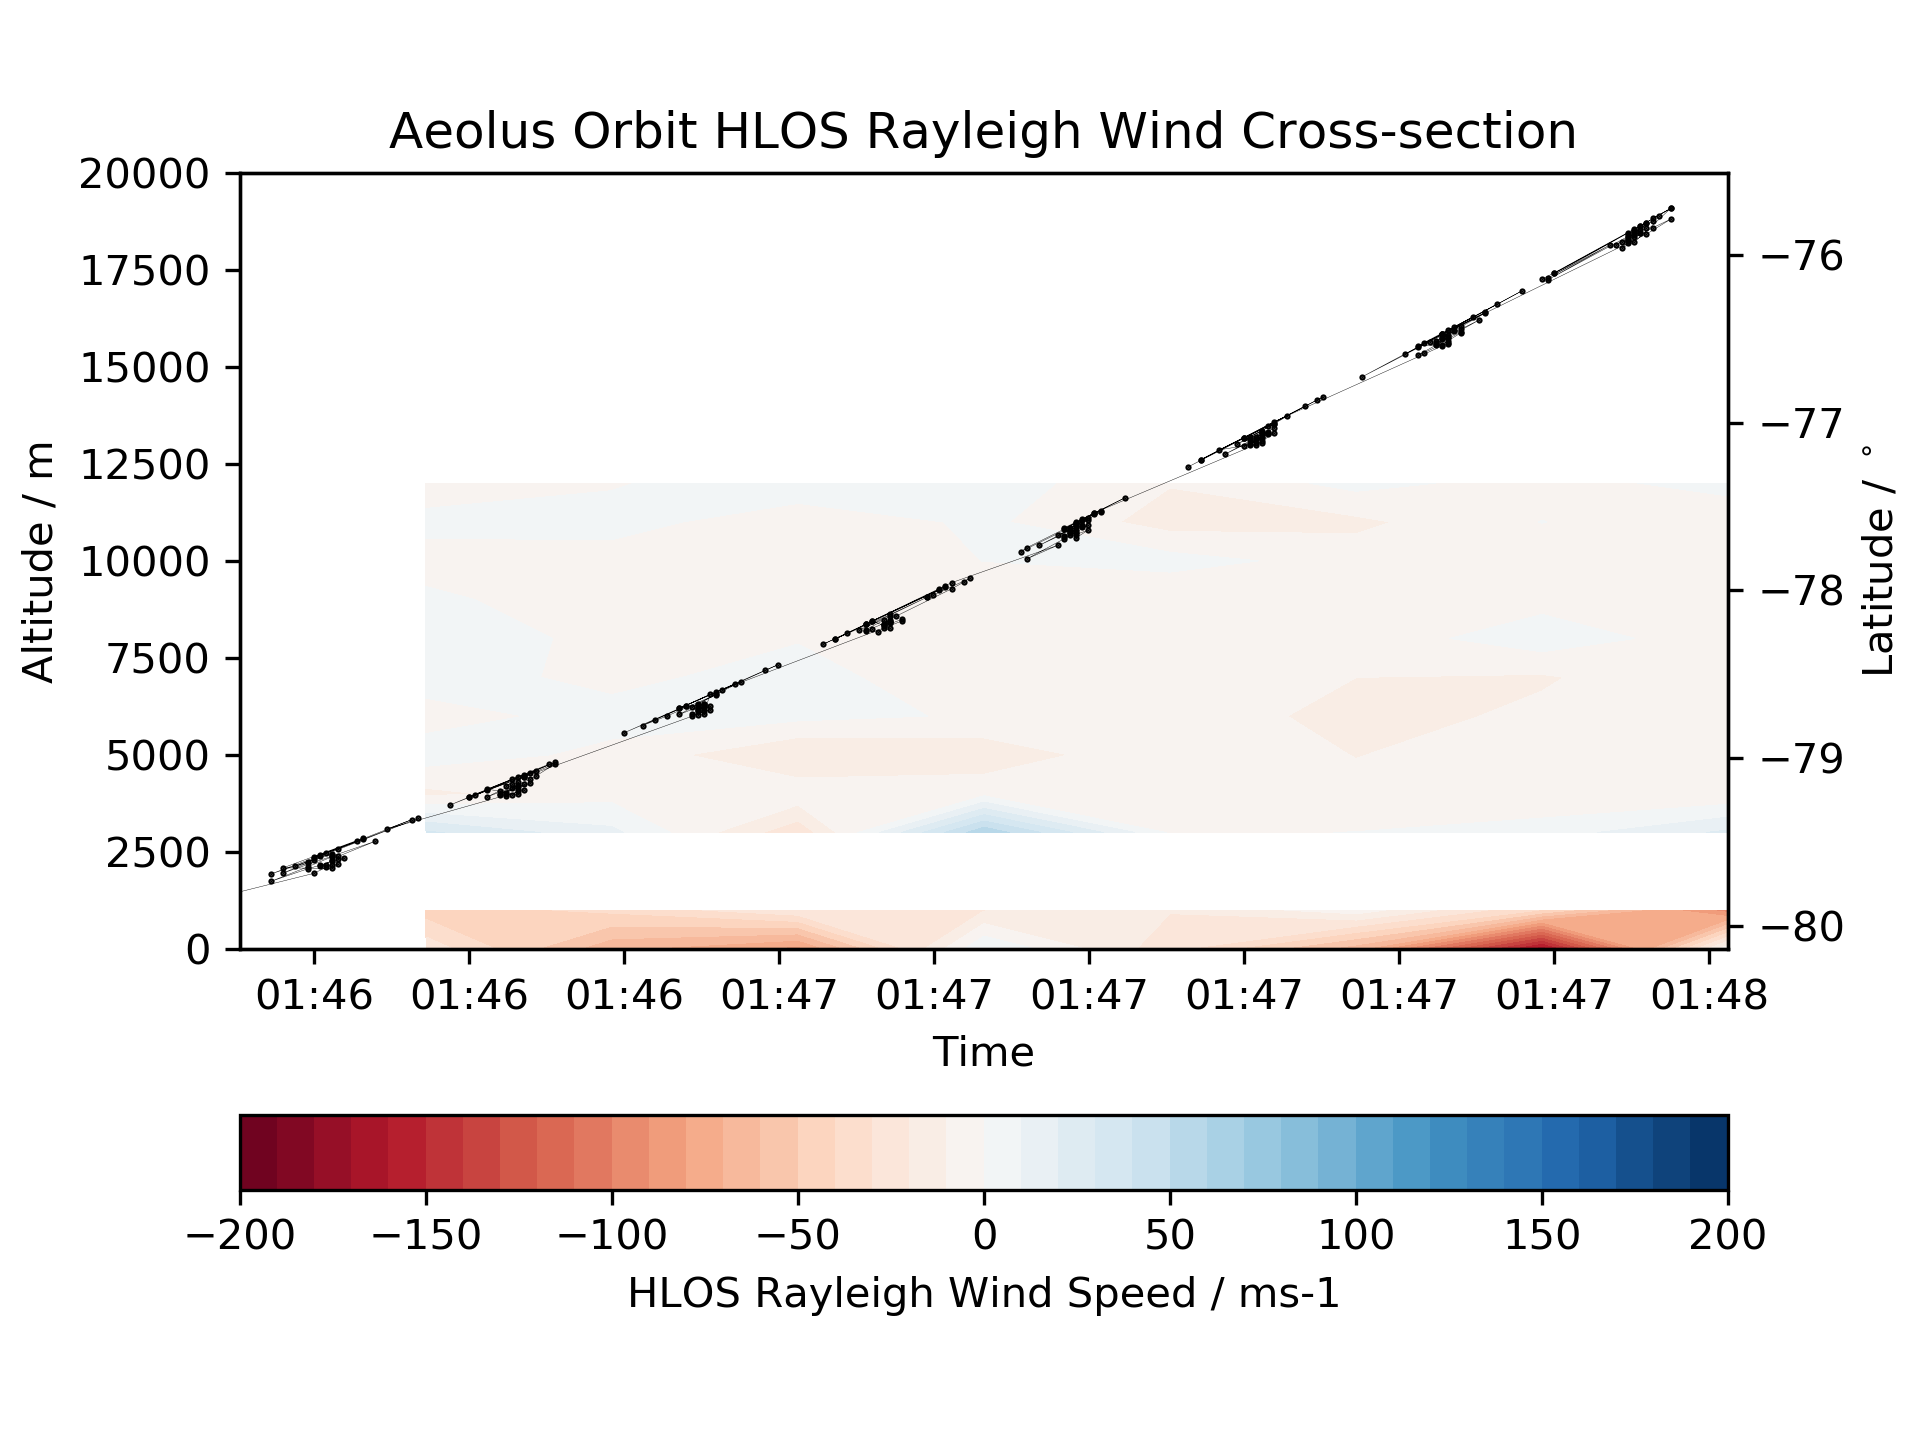 Aeolus Orbit HLOS Rayleigh Wind Cross-section
20000
17500
15000
12500
10000
7500
5000
2500
0
Altitude / m
−76
−77
−78
−79
−80
Latitude / °
01:46 01:46 01:46 01:47 01:47 01:47 01:47 01:47 01:47 01:48
Time
−200 −150 −100 −50 0 50 100 150 200
HLOS Rayleigh Wind Speed / ms-1